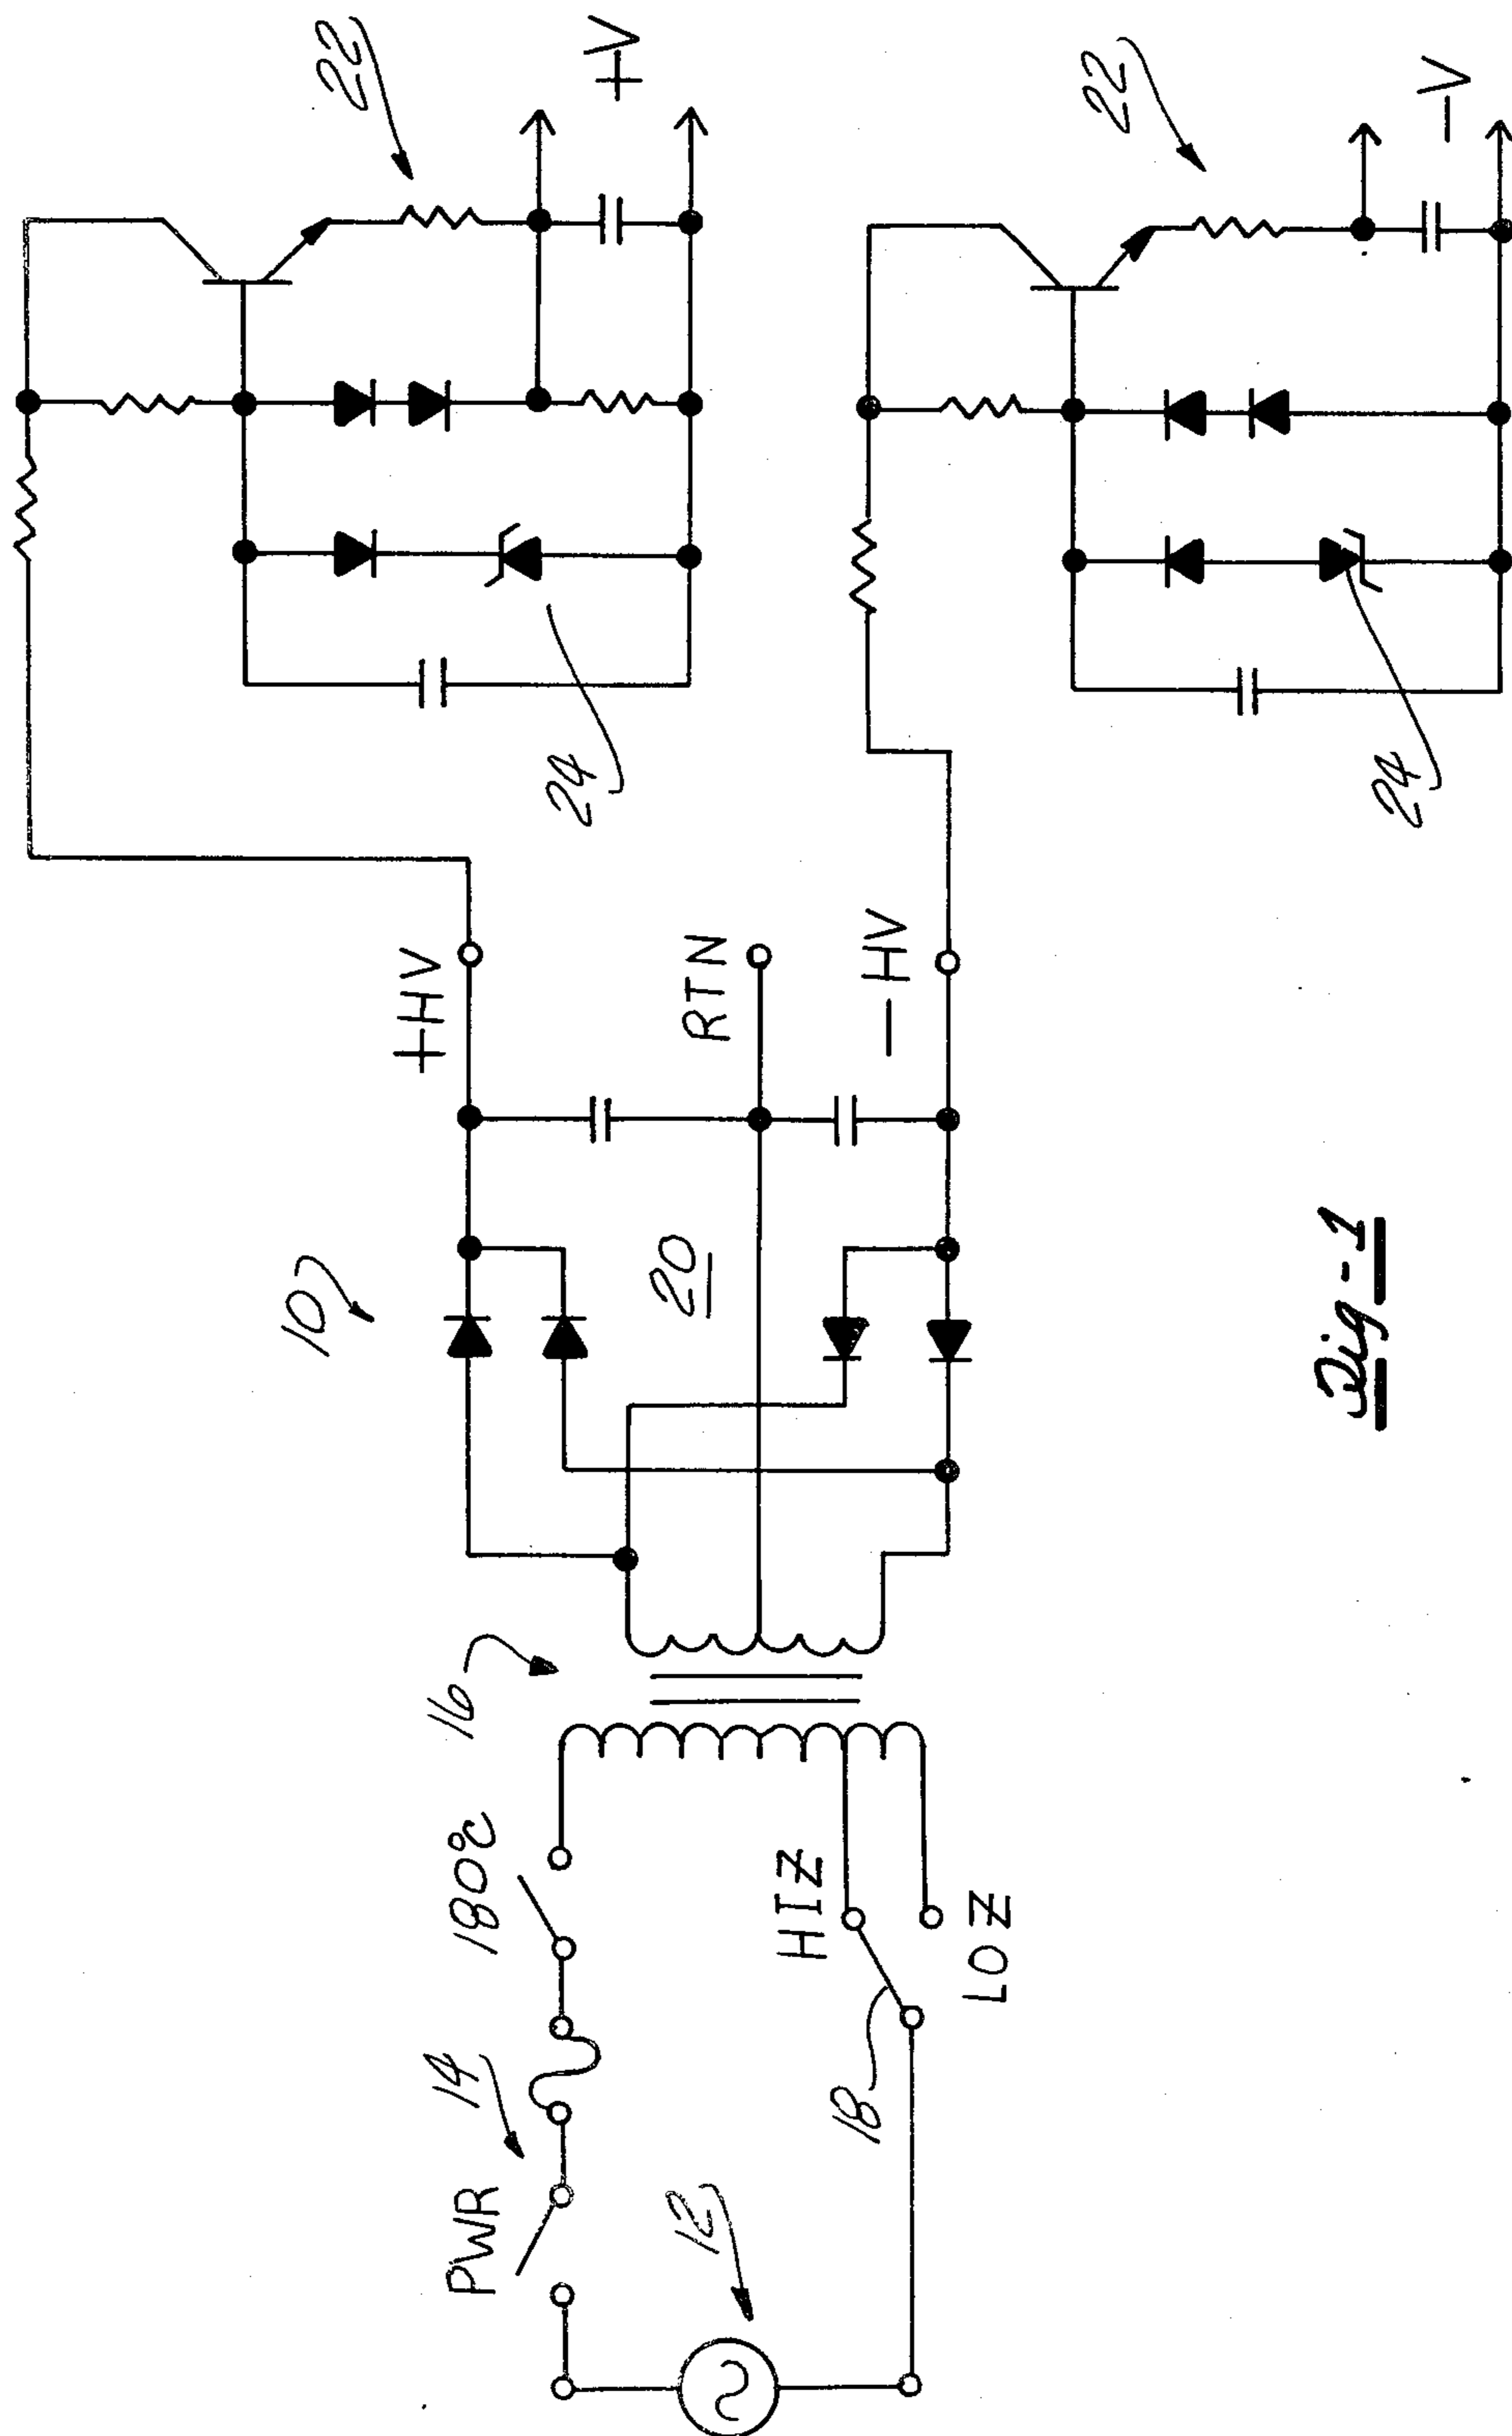 22
+V
24
22
-V
24
10
+HV
RTN
-HV
20
16
180°C
HIZ
LOZ
14
PWR
18
12
Fig-1